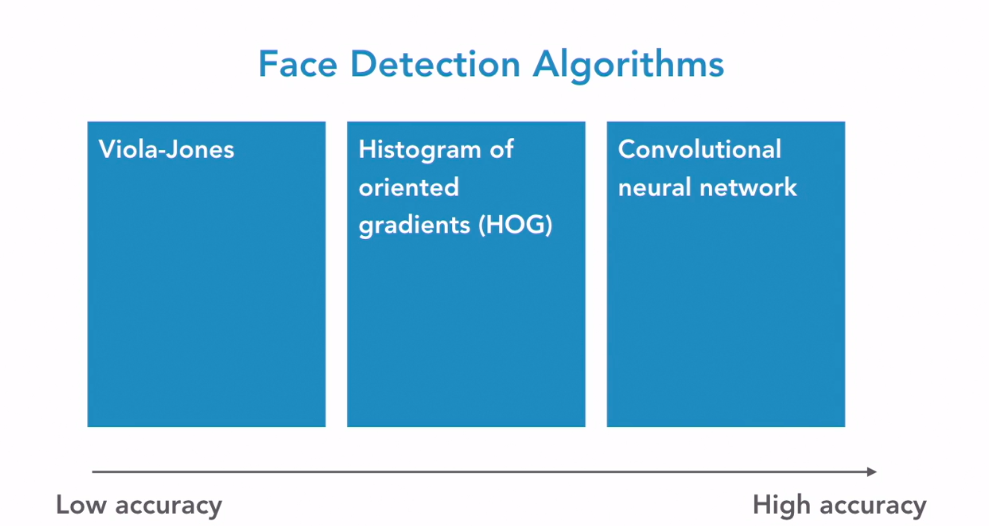 Face Detection Algorithms
Viola-Jones
Histogram of
oriented
gradients (HOG)
Convolutional
neural network
Low accuracy
High accuracy